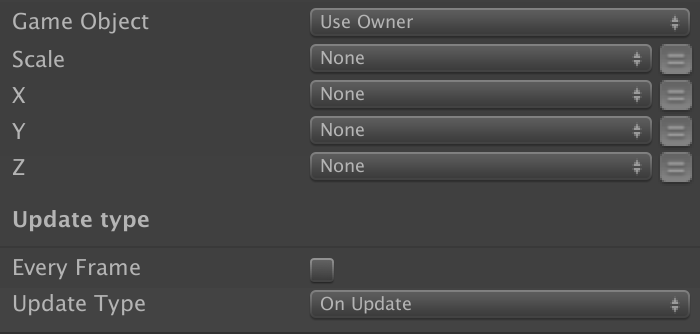 Game Object Use Owner
Scale None
X None
Y None
Z None
Update type
Every Frame
Update Type On Update